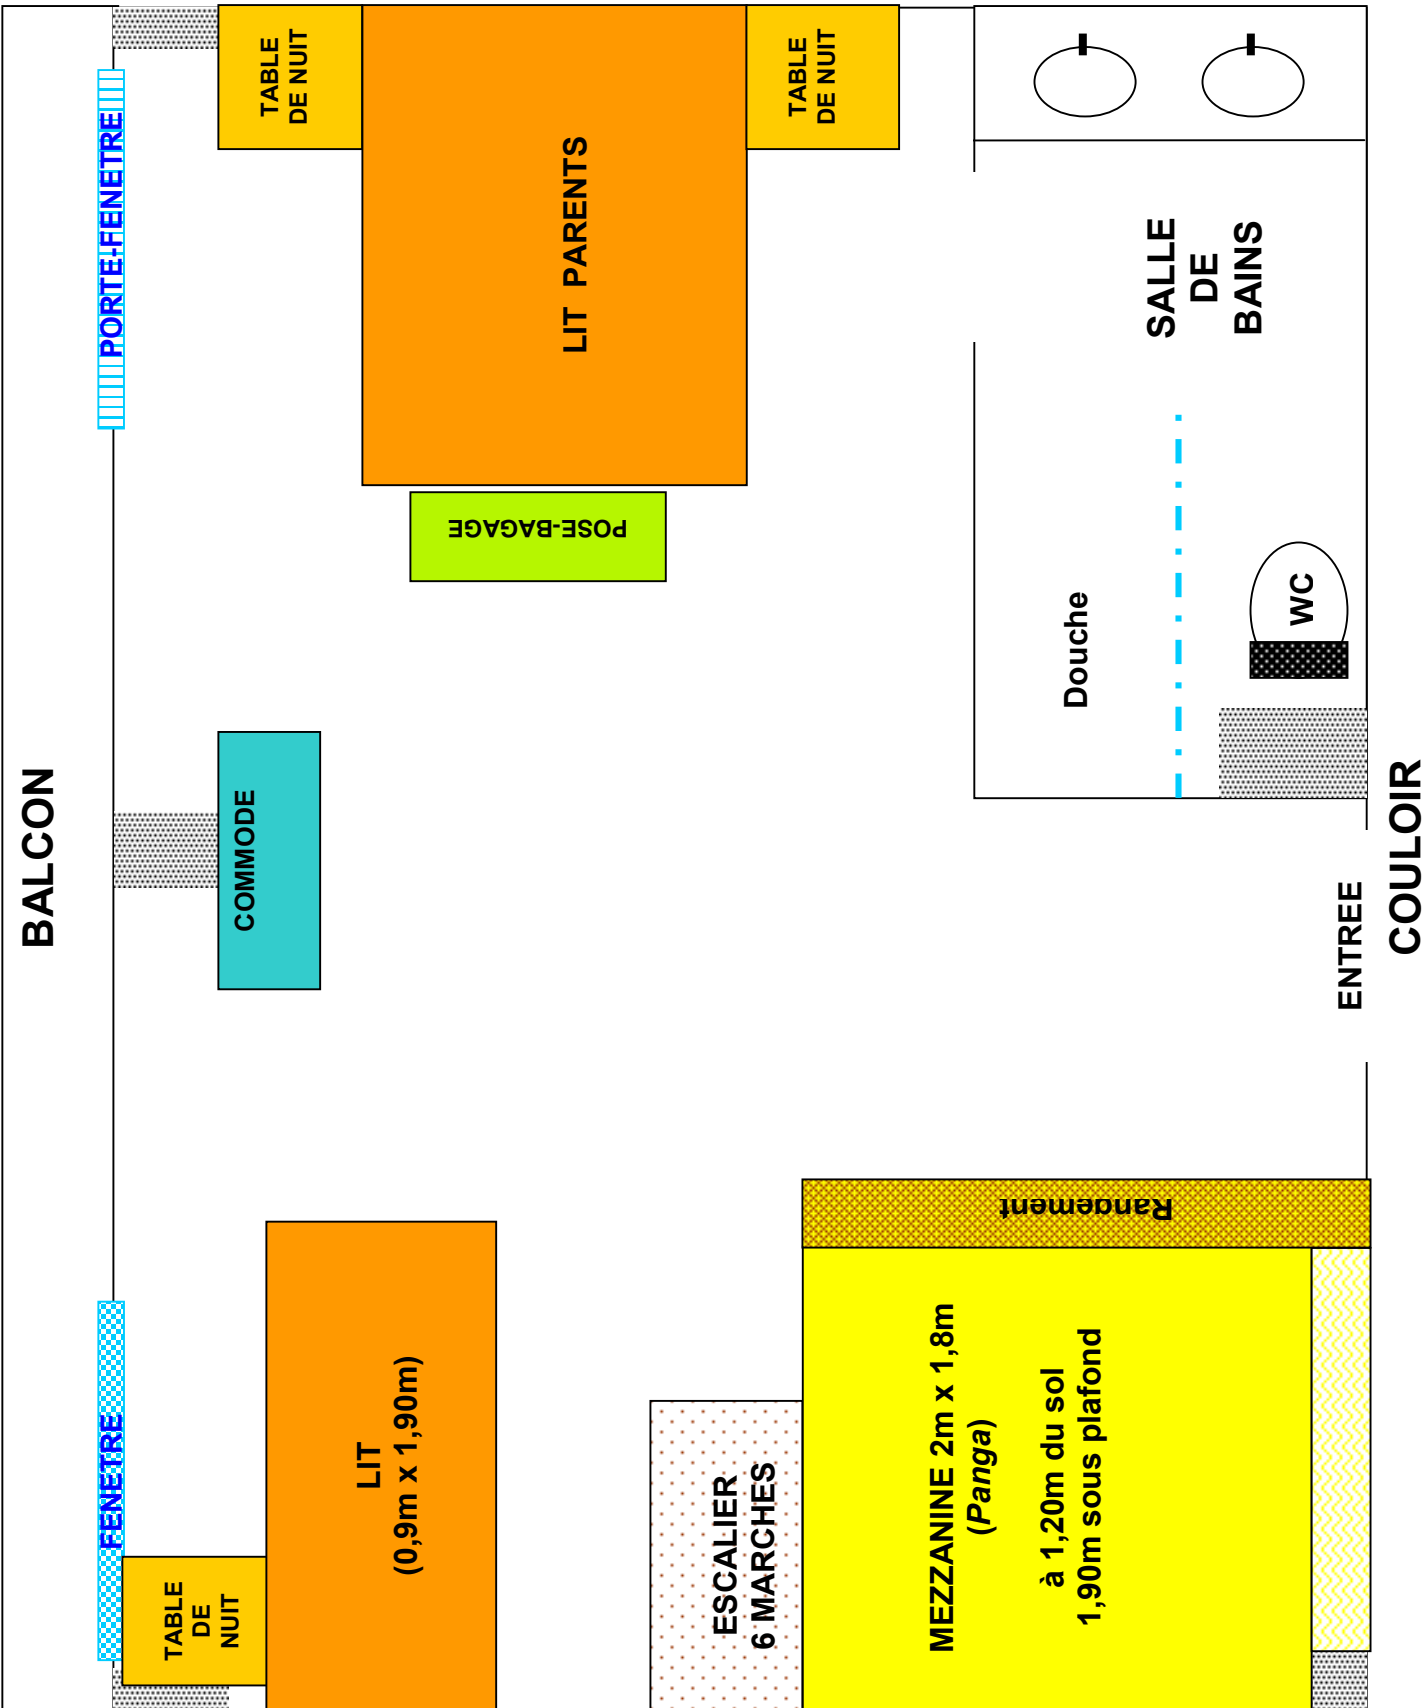 BALCON
PORTE-FENETRE
FENETRE
TABLE
DE NUIT
LIT PARENTS
TABLE
DE NUIT
POSE-BAGAGE
COMMODE
SALLE
DE
BAINS
Douche
WC
ENTREE
COULOIR
TABLE
DE
NUIT
LIT
(0,9m x 1,90m)
ESCALIER
6 MARCHES
Rangement
MEZZANINE 2m x 1,8m
(Panga)
à 1,20m du sol
1,90m sous plafond